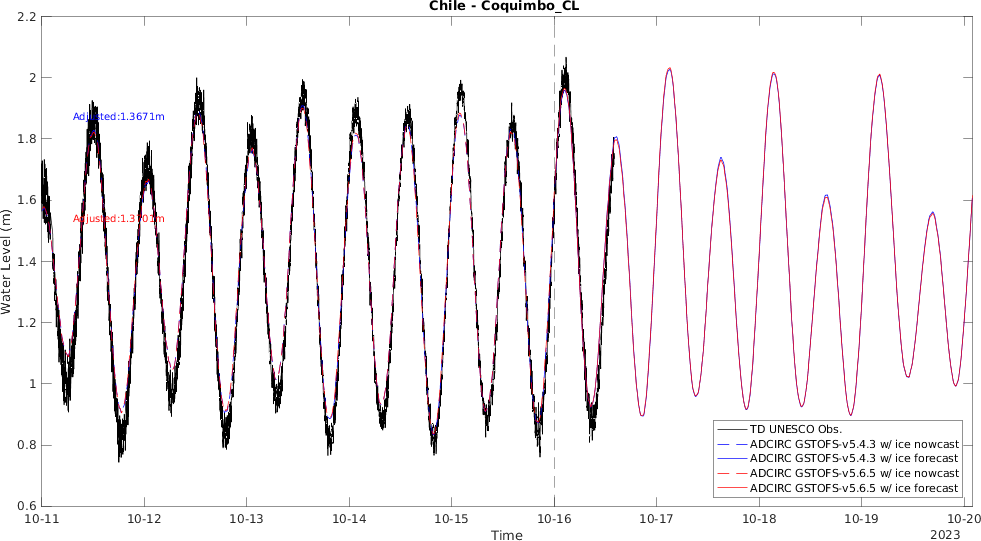 Chile - Coquimbo_CL
2.2
2
1.8
1.6
1.4
1.2
1
0.8
0.6
Water Level (m)
Adjusted:1.3671m
Adjusted:1.3701m
TD UNESCO Obs.
ADCIRC GSTOFS-v5.4.3 w/ ice nowcast
ADCIRC GSTOFS-v5.4.3 w/ ice forecast
ADCIRC GSTOFS-v5.6.5 w/ ice nowcast
ADCIRC GSTOFS-v5.6.5 w/ ice forecast
10-11 10-12 10-13 10-14 10-15 10-16 10-17 10-18 10-19 10-20
Time
2023